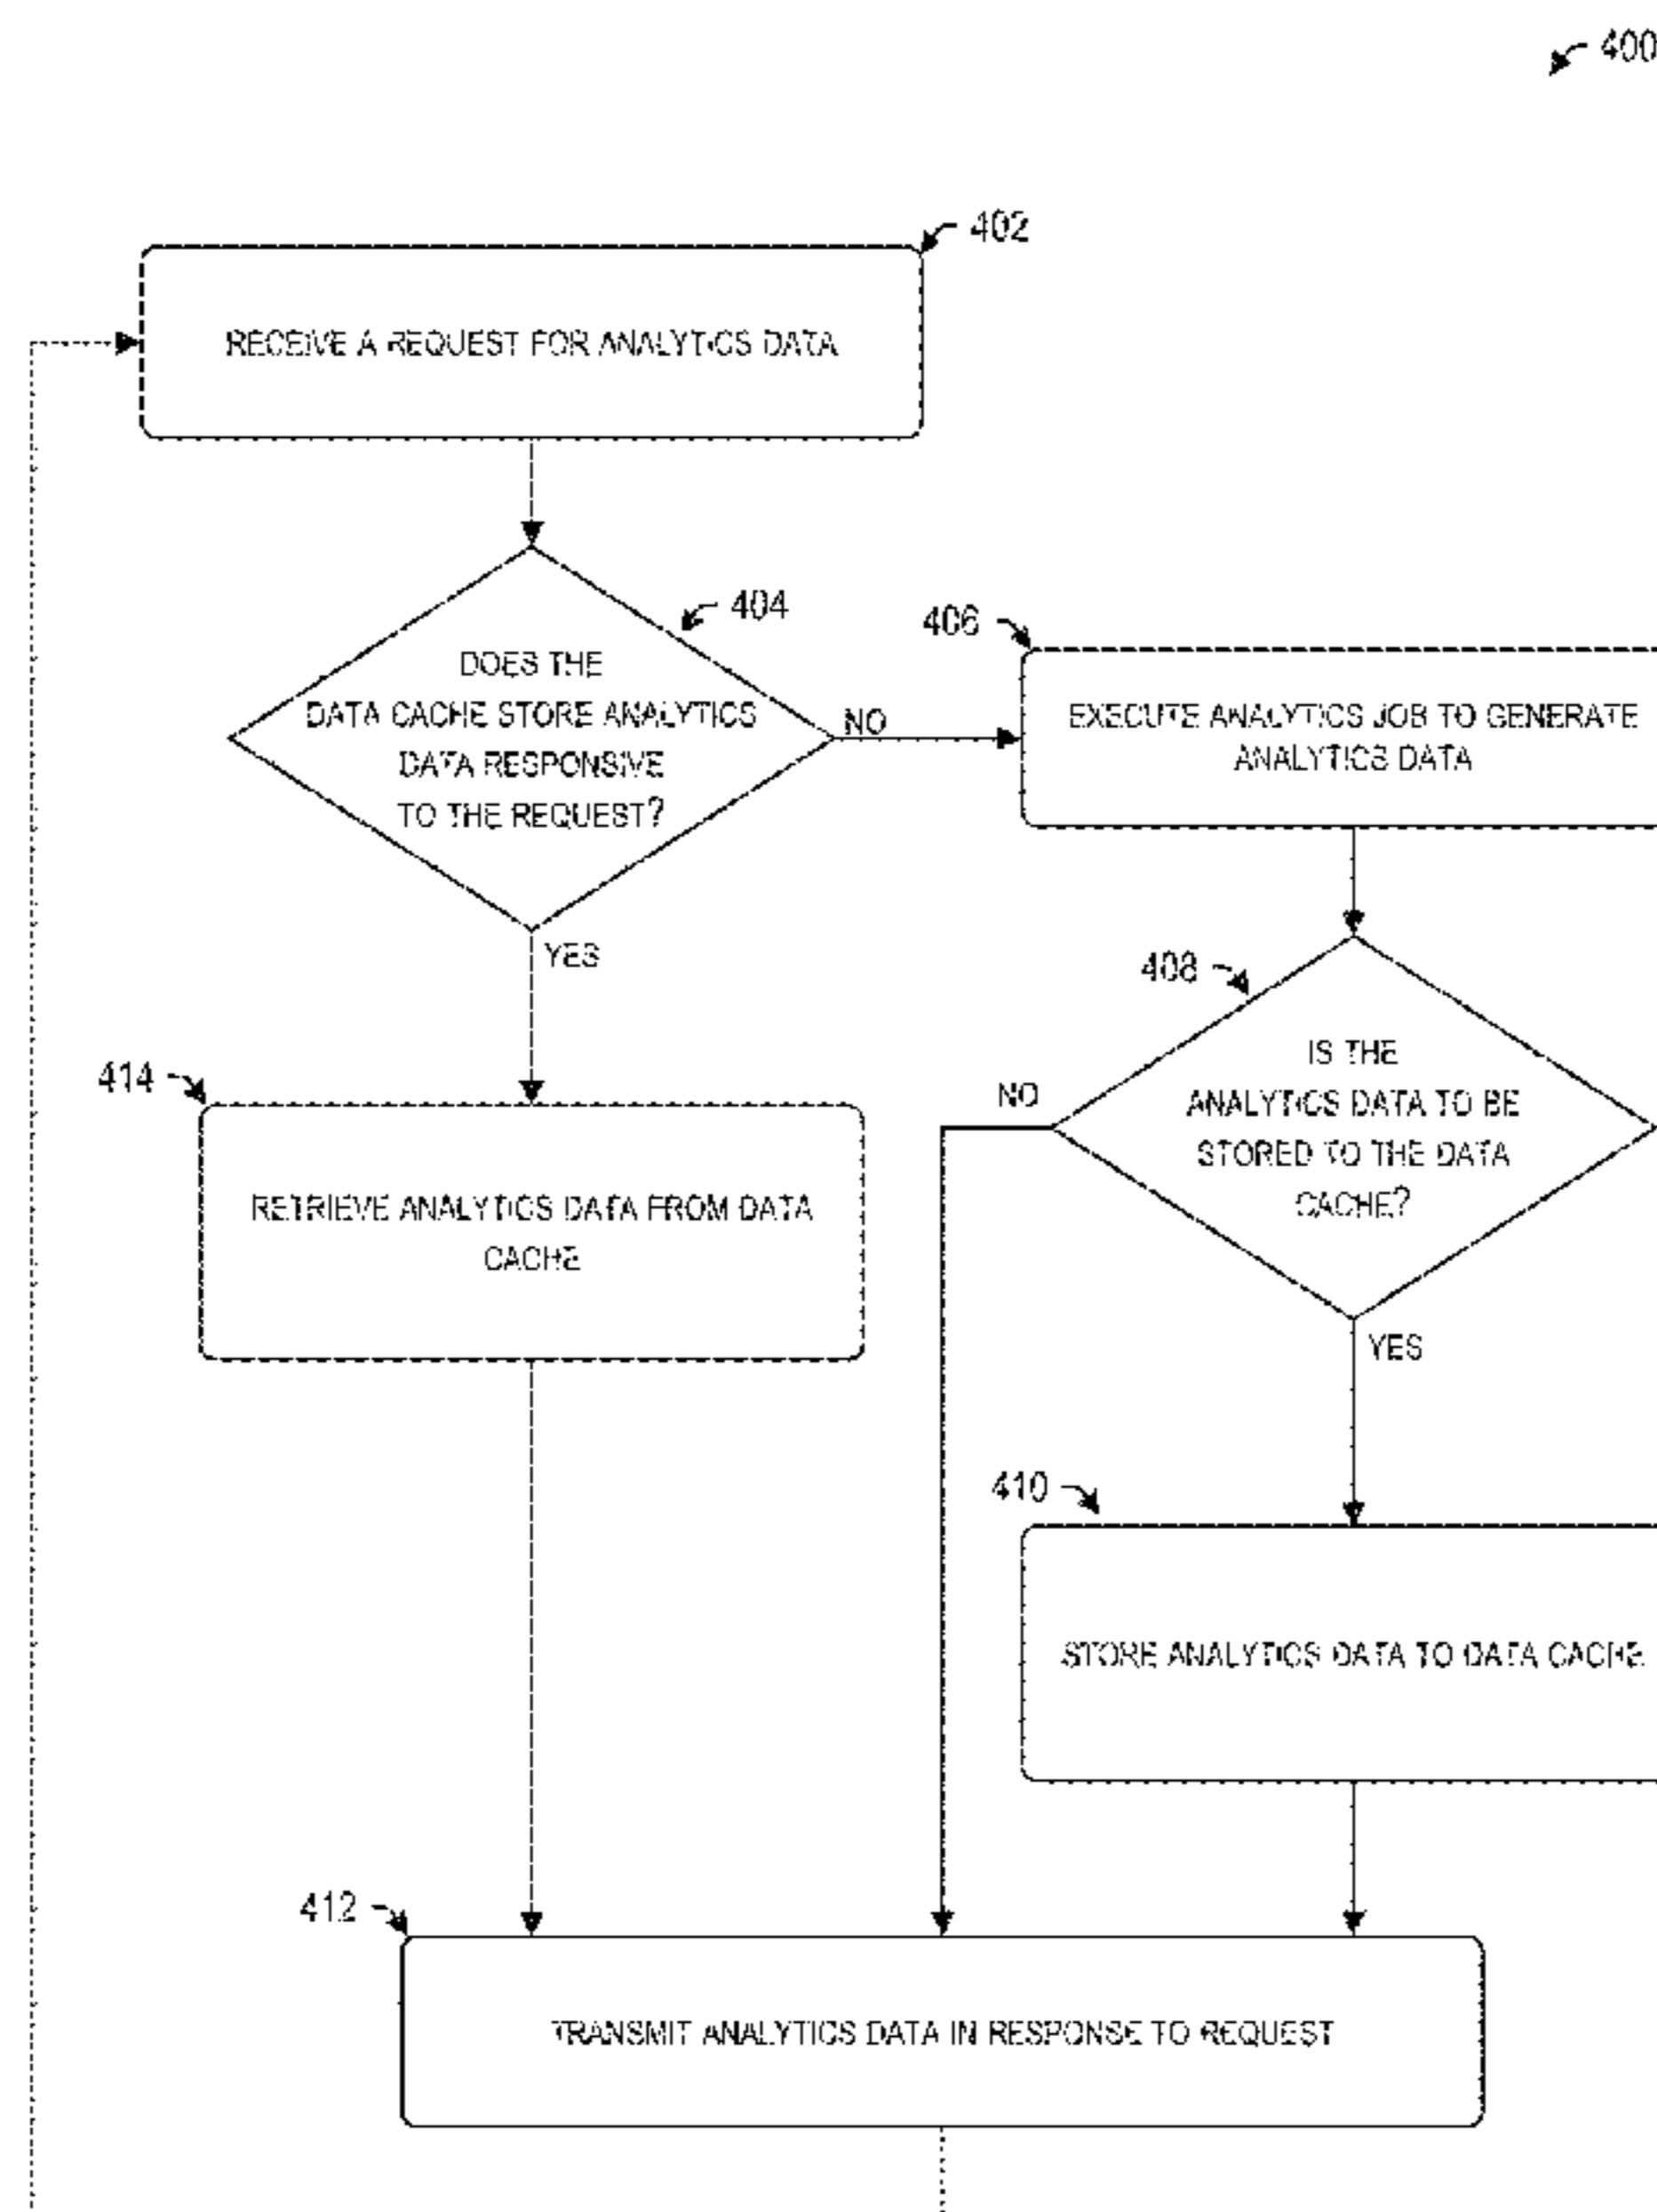 400
402
RECEIVE A REQUEST FOR ANALYTICS DATA
404
DOES THE
DATA CACHE STORE ANALYTICS
DATA RESPONSIVE
TO THE REQUEST?
NO
YES
406
EXECUTE ANALYTICS JOB TO GENERATE
ANALYTICS DATA
408
IS THE
ANALYTICS DATA TO BE
STORED TO THE DATA
CACHE?
NO
YES
414
RETRIEVE ANALYTICS DATA FROM DATA
CACHE
410
STORE ANALYTICS DATA TO DATA CACHE
412
TRANSMIT ANALYTICS DATA IN RESPONSE TO REQUEST